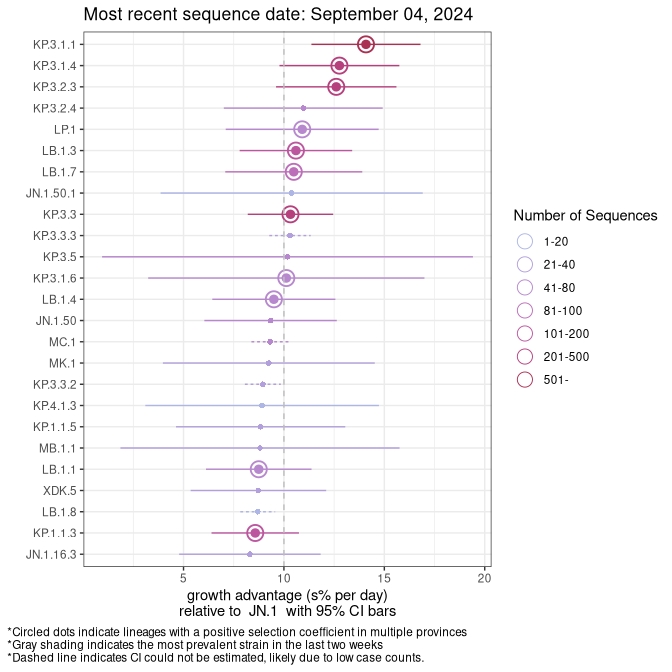 Most recent sequence date: September 04, 2024
KP.3.1.1
KP.3.1.4
KP.3.2.3
KP.3.2.4
LP.1
LB.1.3
LB.1.7
JN.1.50.1
KP.3.3
KP.3.3.3
KP.3.5
KP.3.1.6
LB.1.4
JN.1.50
MC.1
MK.1
KP.3.3.2
KP.4.1.3
KP.1.1.5
MB.1.1
LB.1.1
XDK.5
LB.1.8
KP.1.1.3
JN.1.16.3
5 10 15 20
growth advantage (s% per day)
relative to JN.1 with 95% CI bars
Number of Sequences
1-20
21-40
41-80
81-100
101-200
201-500
501-
*Circled dots indicate lineages with a positive selection coefficient in multiple provinces
*Gray shading indicates the most prevalent strain in the last two weeks
*Dashed line indicates CI could not be estimated, likely due to low case counts.